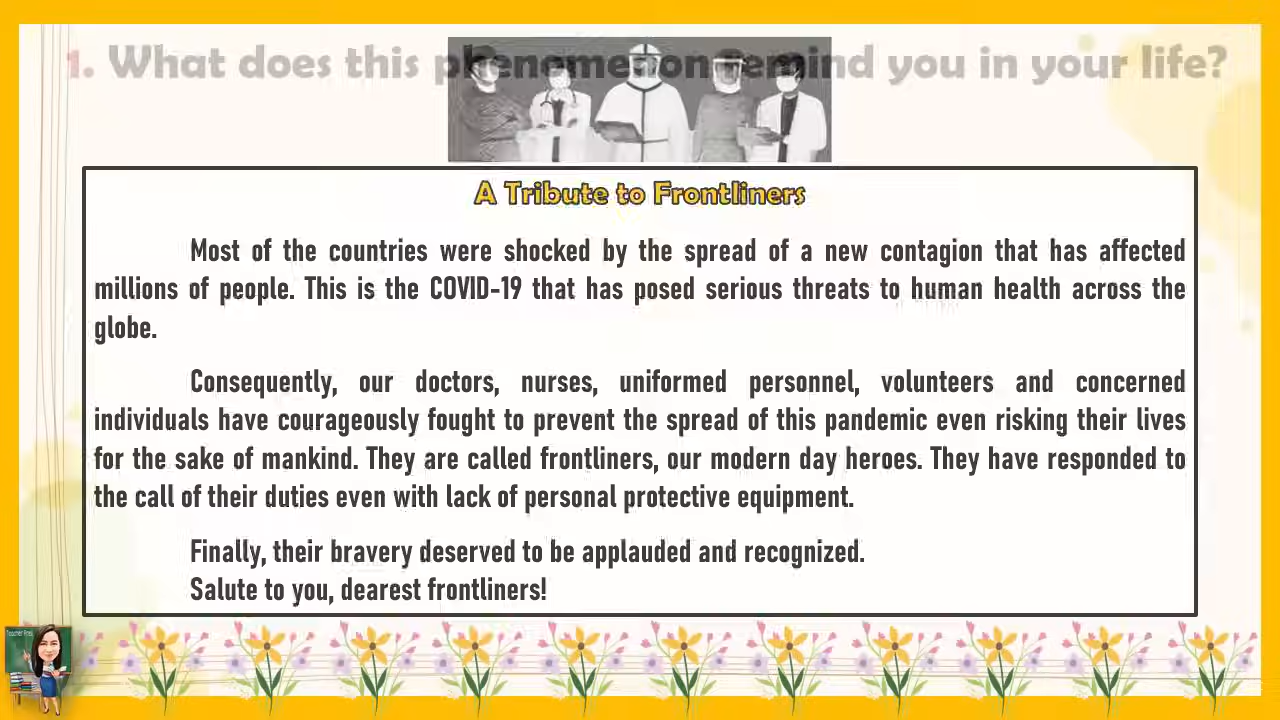 1. What does this phenomenon remind you in your life?
A Tribute to Frontliners
Most of the countries were shocked by the spread of a new contagion that has affected
millions of people. This is the COVID-19 that has posed serious threats to human health across the
globe.
Consequently, our doctors, nurses, uniformed personnel, volunteers and concerned
individuals have courageously fought to prevent the spread of this pandemic even risking their lives
for the sake of mankind. They are called frontliners, our modern day heroes. They have responded to
the call of their duties even with lack of personal protective equipment.
Finally, their bravery deserved to be applauded and recognized.
Salute to you, dearest frontliners!